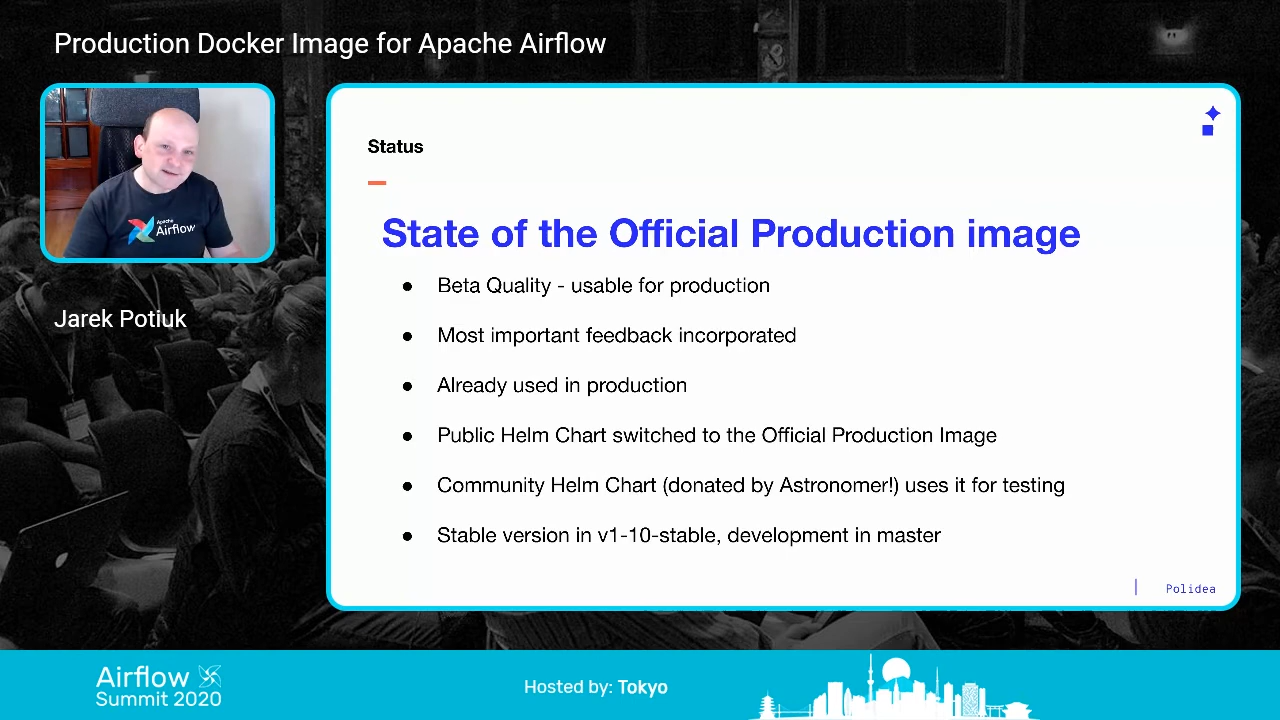 Production Docker Image for Apache Airflow
Apache
Airflow
Jarek Potiuk
Status
State of the Official Production image
● Beta Quality - usable for production
● Most important feedback incorporated
● Already used in production
● Public Helm Chart switched to the Official Production Image
● Community Helm Chart (donated by Astronomer!) uses it for testing
● Stable version in v1-10-stable, development in master
| Polidea
Airflow
Summit 2020
Hosted by: Tokyo